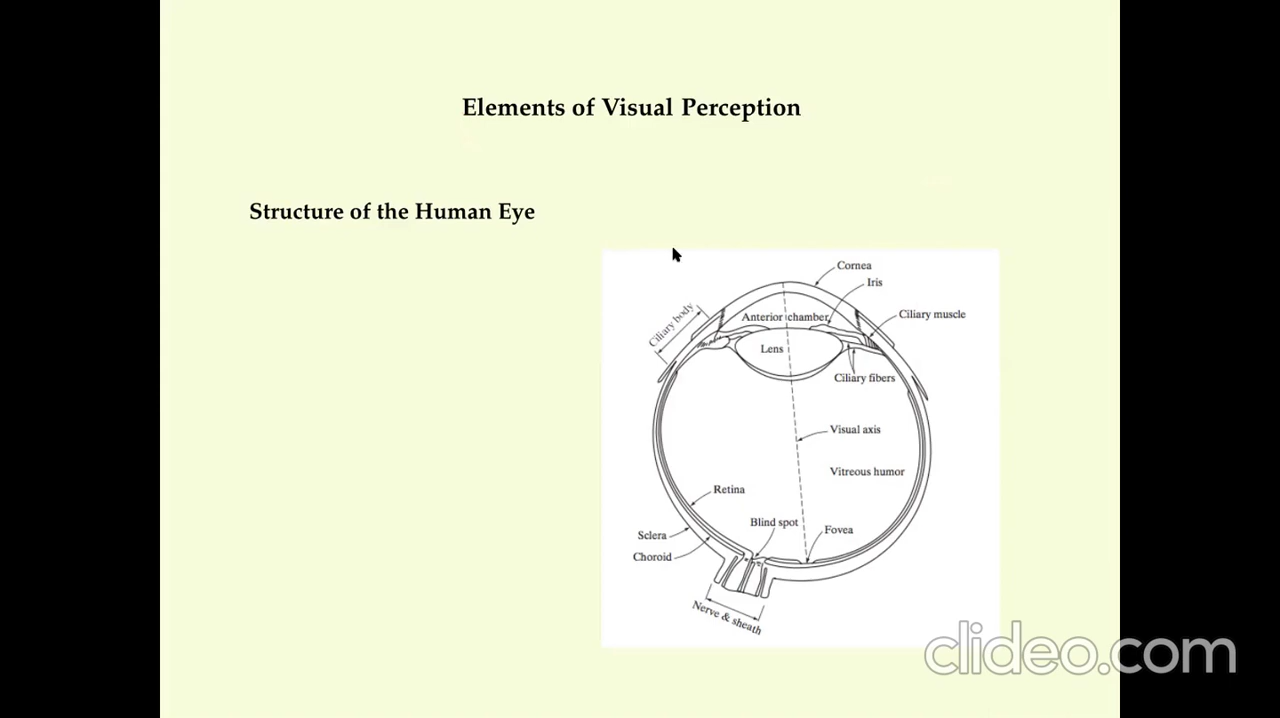 Elements of Visual Perception
Structure of the Human Eye
Cornea
Iris
Ciliary muscle
Ciliary body
Anterior chamber
Lens
Ciliary fibers
Visual axis
Vitreous humor
Retina
Blind spot
Fovea
Sclera
Choroid
Nerve & sheath
clideo.com